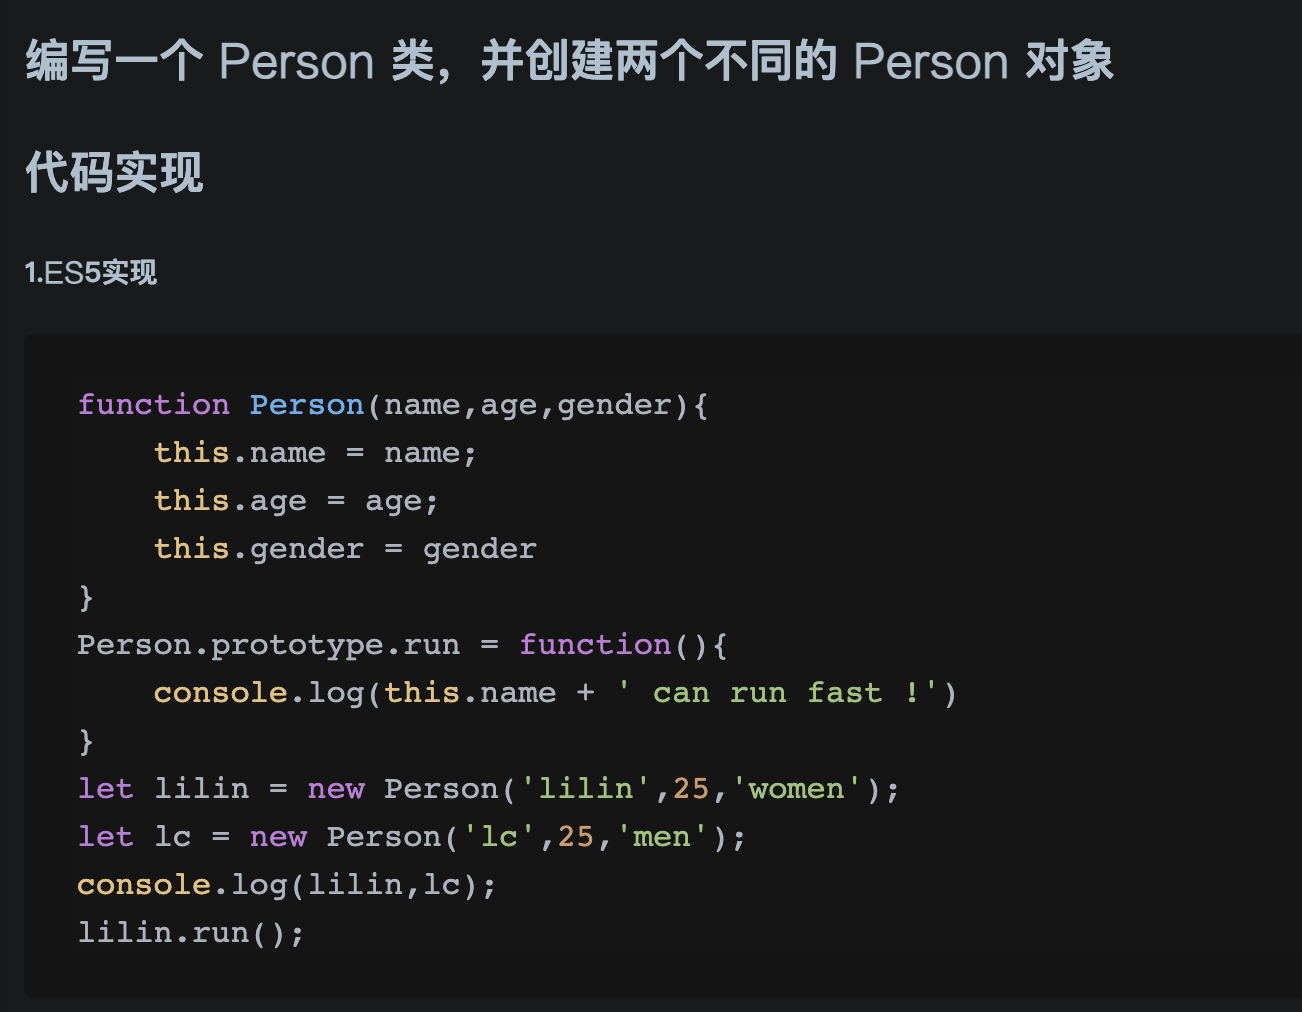 编写一个 Person 类，并创建两个不同的 Person 对象
代码实现
1.ES5实现
function Person(name,age,gender){
    this.name = name;
    this.age = age;
    this.gender = gender
}
Person.prototype.run = function(){
    console.log(this.name + ' can run fast !')
}
let lilin = new Person('lilin',25,'women');
let lc = new Person('lc',25,'men');
console.log(lilin,lc);
lilin.run();